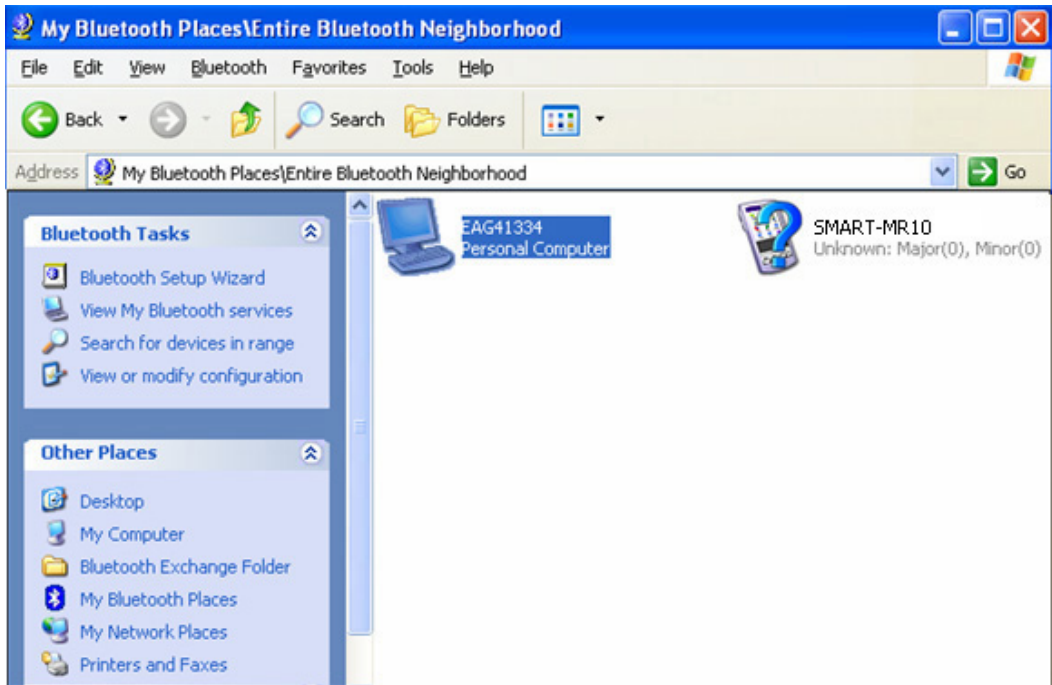 My Bluetooth Places\Entire Bluetooth Neighborhood
File Edit View Bluetooth Favorites Tools Help
Back Search Folders
Address My Bluetooth Places\Entire Bluetooth Neighborhood Go
Bluetooth Tasks
Bluetooth Setup Wizard
View My Bluetooth services
Search for devices in range
View or modify configuration
Other Places
Desktop
My Computer
Bluetooth Exchange Folder
My Bluetooth Places
My Network Places
Printers and Faxes
EAG41334
Personal Computer
SMART-MR10
Unknown: Major(0), Minor(0)